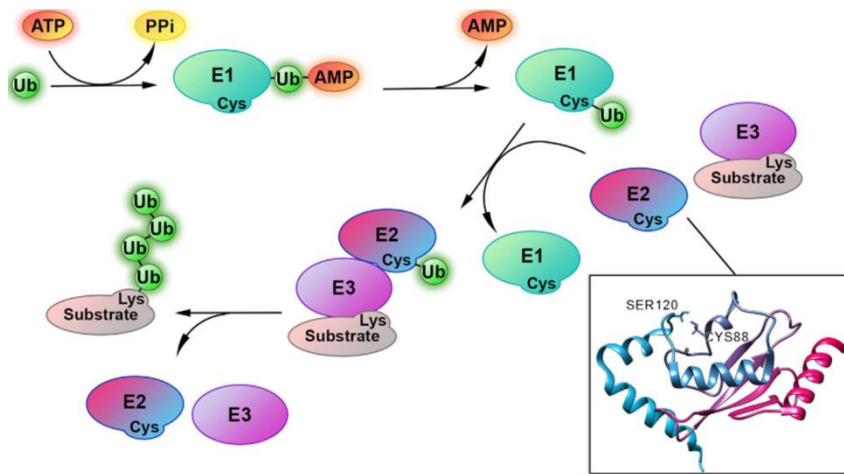 ATP
PPi
Ub
E1
Cys
Ub
AMP
AMP
E1
Cys
Ub
E3
Lys
Substrate
E2
Cys
E1
Cys
E2
Cys
Ub
E3
Lys
Substrate
Ub
Ub
Ub
Ub
Lys
Substrate
E2
Cys
E3
SER120
CYS88